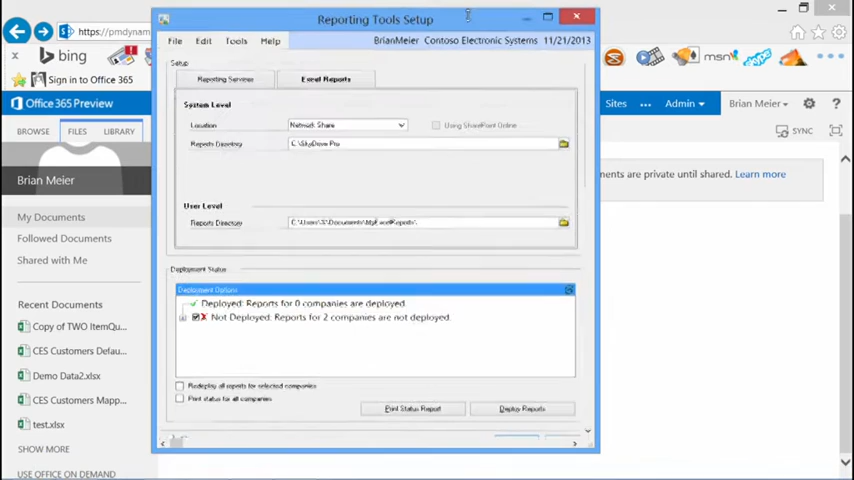 Reporting Tools Setup
https://pmdynam
File Edit Tools Help
BrianMeier Contoso Electronic Systems 11/21/2013
x bing
msn
skype
Sign in to Office 365
Setup
Reporting Services Excel Reports
Office 365 Preview
Sites ... Admin Brian Meier ?
System Level
Location Network Share Using SharePoint Online
BROWSE FILES LIBRARY
SYNC
Reports Directory C:\SkyDrive Pro
Brian Meier
are private until shared. Learn more
My Documents
User Level
Reports Directory C:\Users\S\Documents\MyExcelReports\
Followed Documents
Shared with Me
Deployment Status
Deployment Options
Recent Documents
Deployed: Reports for 0 companies are deployed.
Not Deployed: Reports for 2 companies are not deployed.
Copy of TWO ItemQu...
CES Customers Defau...
Demo Data2.xlsx
Redeploy all reports for selected companies
CES Customers Mapp...
Print status for all companies
Print Status Report Deploy Reports
test.xlsx
SHOW MORE
USE OFFICE ON DEMAND